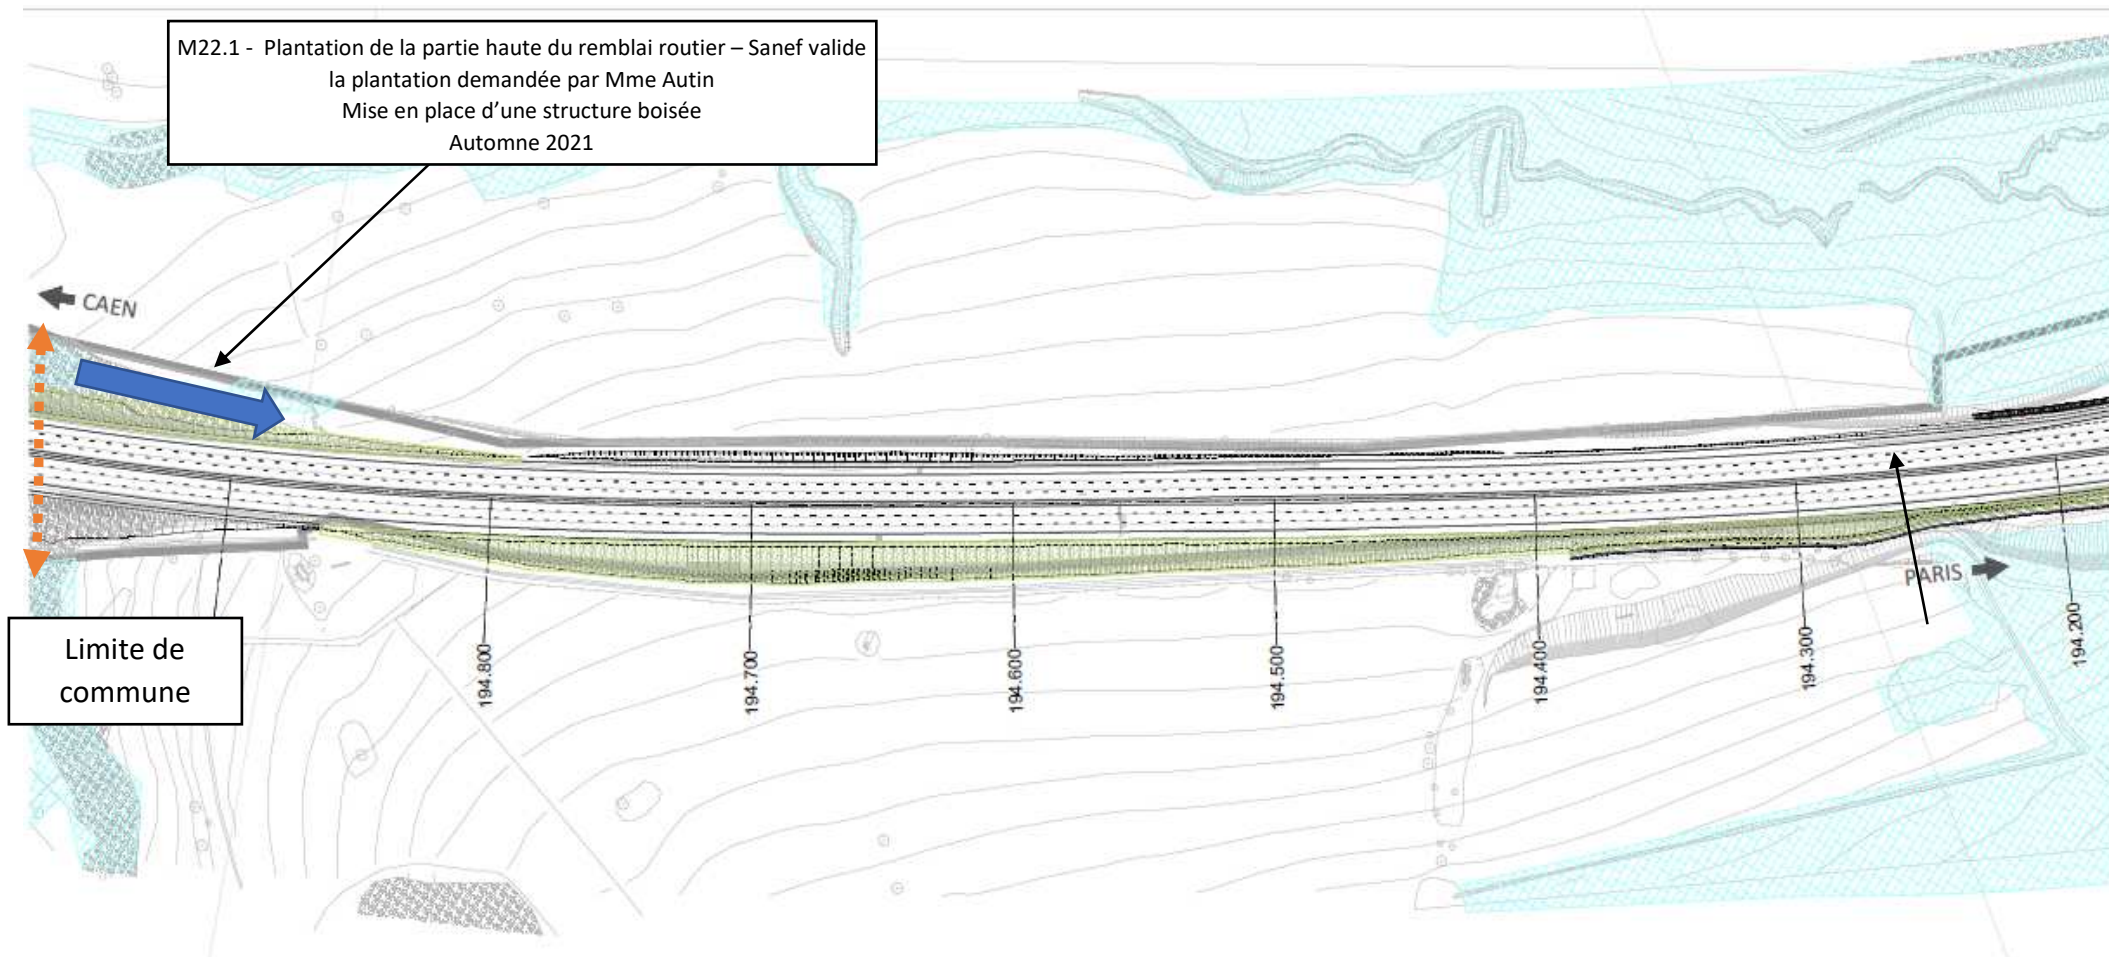 M22.1 - Plantation de la partie haute du remblai routier – Sanef valide
la plantation demandée par Mme Autin
Mise en place d’une structure boisée
Automne 2021
CAEN
Limite de
commune
194.800
194.700
194.600
194.500
194.400
194.300
194.200
PARIS